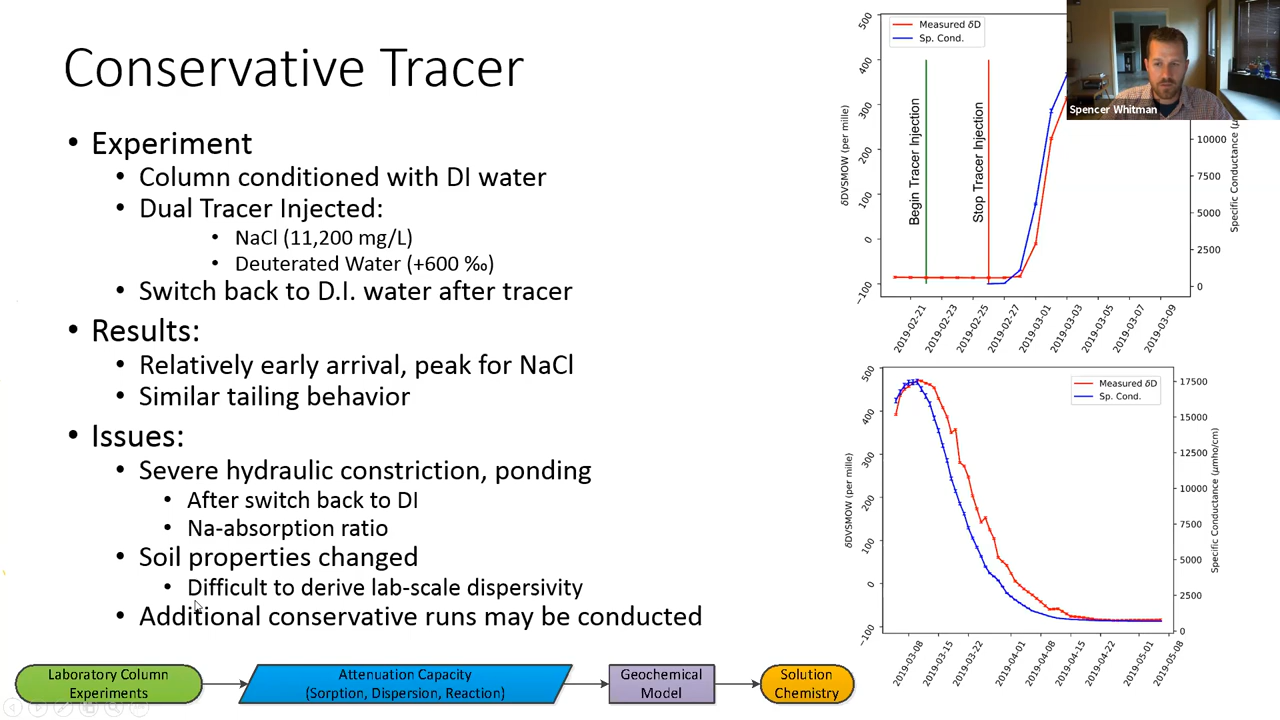 Conservative Tracer
• Experiment
• Column conditioned with DI water
• Dual Tracer Injected:
• NaCl (11,200 mg/L)
• Deuterated Water (+600 ‰)
• Switch back to D.I. water after tracer
• Results:
• Relatively early arrival, peak for NaCl
• Similar tailing behavior
• Issues:
• Severe hydraulic constriction, ponding
• After switch back to DI
• Na-absorption ratio
• Soil properties changed
• Difficult to derive lab-scale dispersivity
• Additional conservative runs may be conducted
Laboratory Column
Experiments
Attenuation Capacity
(Sorption, Dispersion, Reaction)
Geochemical
Model
Solution
Chemistry
Spencer Whitman
Measured δD
Sp. Cond.
δDVSMOW (per mille)
500
400
300
200
100
0
−100
Begin Tracer Injection
Stop Tracer Injection
10000
7500
5000
2500
0
Specific Conductance
2019-02-21
2019-02-23
2019-02-25
2019-02-27
2019-03-01
2019-03-03
2019-03-05
2019-03-07
2019-03-09
Measured δD
Sp. Cond.
δDVSMOW (per mille)
500
400
300
200
100
0
−100
17500
15000
12500
10000
7500
5000
2500
0
Specific Conductance (μmho/cm)
2019-03-08
2019-03-15
2019-03-22
2019-04-01
2019-04-08
2019-04-15
2019-04-22
2019-05-01
2019-05-08